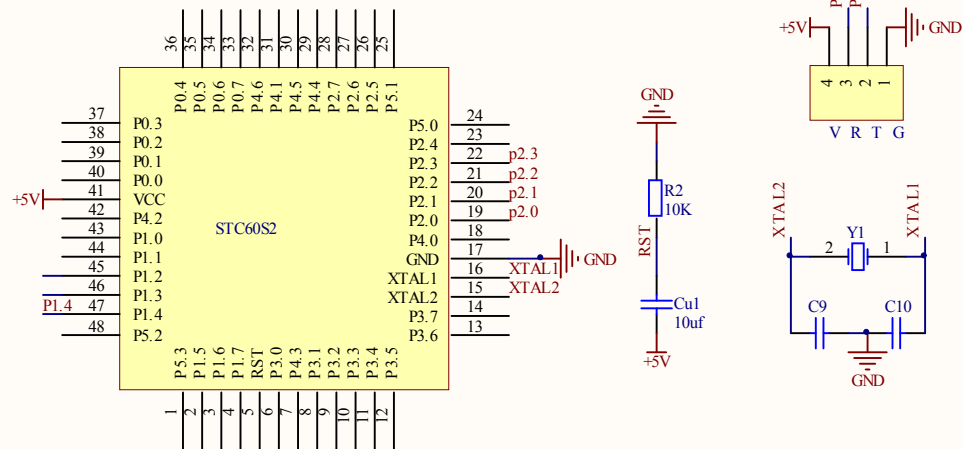 36 35 34 33 32 31 30 29 28 27 26 25
P0.4 P0.5 P0.6 P0.7 P4.6 P4.1 P4.5 P4.4 P2.7 P2.6 P2.5 P5.1
37 P0.3
38 P0.2
39 P0.1
40 P0.0
+5V 41 VCC
42 P4.2
43 P1.0
44 P1.1
45 P1.2
46 P1.3
P1.4 47 P1.4
48 P5.2
STC60S2
P5.0 24
P2.4 23
P2.3 22 p2.3
P2.2 21 p2.2
P2.1 20 p2.1
P2.0 19 p2.0
P4.0 18
GND 17 GND
XTAL1 16 XTAL1
XTAL2 15 XTAL2
P3.7 14
P3.6 13
P5.3 P1.5 P1.6 P1.7 RST P3.0 P4.3 P3.1 P3.2 P3.3 P3.4 P3.5
1 2 3 4 5 6 7 8 9 10 11 12
GND
R2
10K
RST
Cu1
10uf
+5V
P P
+5V GND
4 3 2 1
V R T G
XTAL2 XTAL1
Y1
2 1
C9 C10
GND